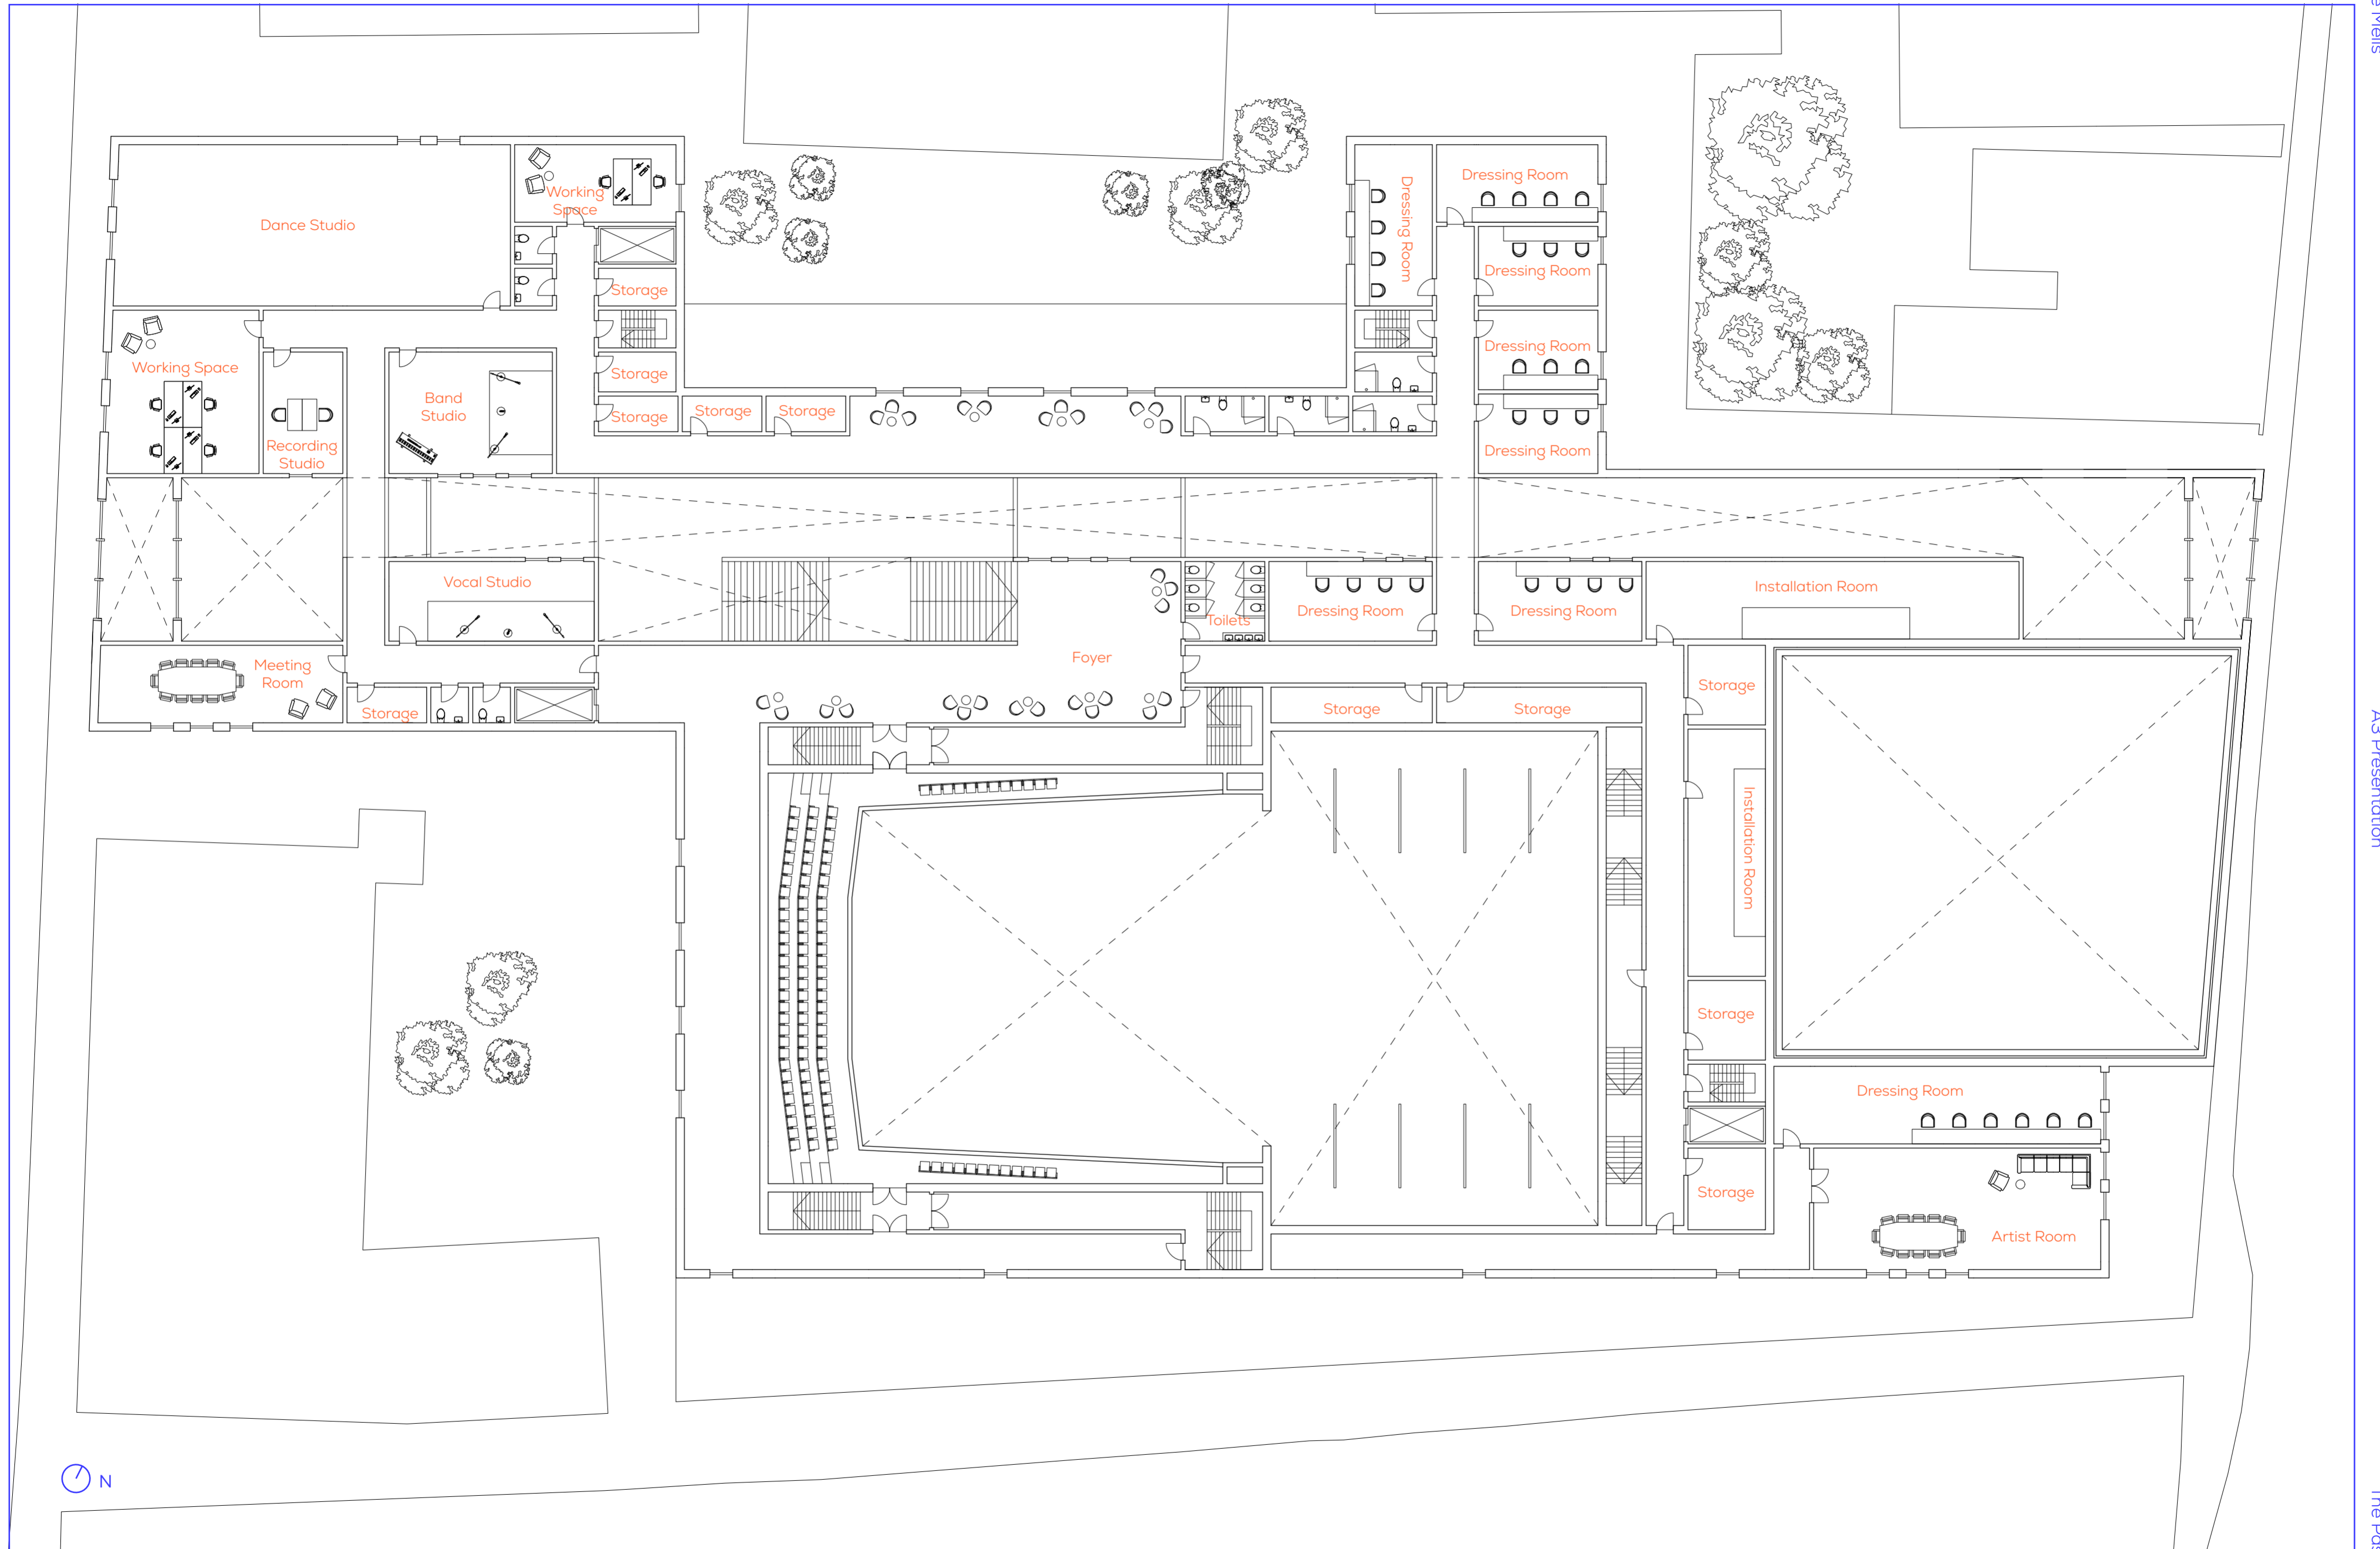 Dressing Room
Dressing Room
Working
Space
Dance Studio
Dressing Room
Storage
Dressing Room
Working Space
Storage
Band
Studio
Storage
Storage
Storage
Recording
Studio
Dressing Room
Vocal Studio
Installation Room
Dressing Room
Dressing Room
Toilets
Foyer
Meeting
Room
Storage
Storage
Storage
Storage
Installation Room
Storage
Dressing Room
Storage
Artist Room
N
A3 Presentation